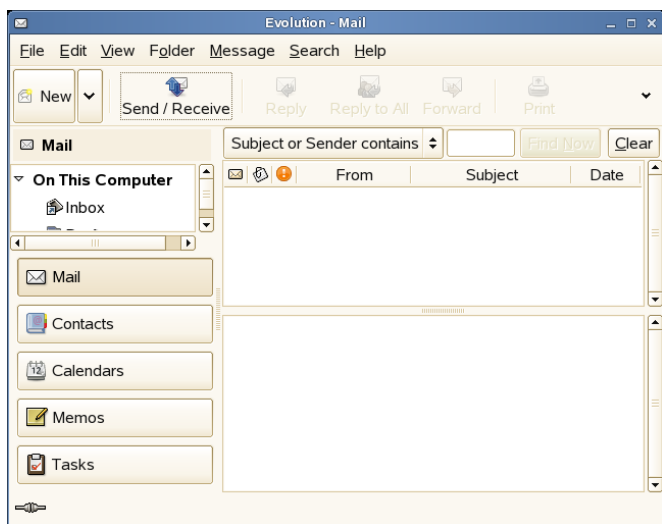 Evolution - Mail
File Edit View Folder Message Search Help
New Send / Receive Reply Reply to All Forward Print
Mail Subject or Sender contains Find Now Clear
On This Computer From Subject Date
Inbox
Mail
Contacts
12 Calendars
Memos
Tasks